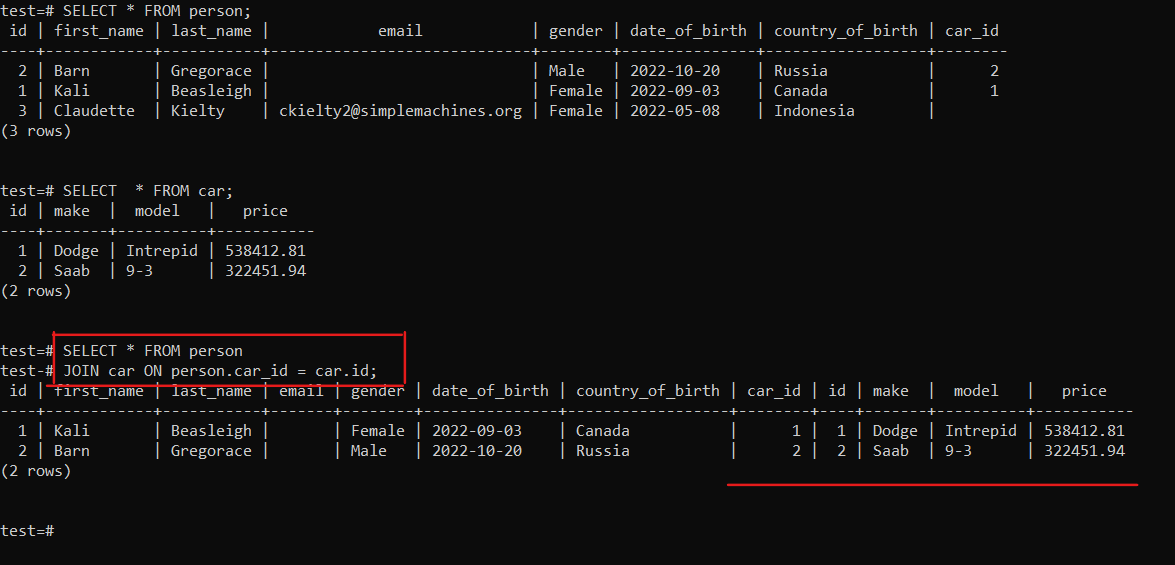 test=# SELECT * FROM person;
 id | first_name | last_name |            email            | gender | date_of_birth | country_of_birth | car_id
----+------------+-----------+-----------------------------+--------+---------------+------------------+--------
  2 | Barn       | Gregorace |                             | Male   | 2022-10-20    | Russia           |      2
  1 | Kali       | Beasleigh |                             | Female | 2022-09-03    | Canada           |      1
  3 | Claudette  | Kielty    | ckielty2@simplemachines.org | Female | 2022-05-08    | Indonesia        |
(3 rows)
test=# SELECT  * FROM car;
 id | make  |  model   |   price
----+-------+----------+-----------
  1 | Dodge | Intrepid | 538412.81
  2 | Saab  | 9-3      | 322451.94
(2 rows)
test=# SELECT * FROM person
test-# JOIN car ON person.car_id = car.id;
 id | first_name | last_name | email | gender | date_of_birth | country_of_birth | car_id | id | make  |  model   |   price
----+------------+-----------+-------+--------+---------------+------------------+--------+----+-------+----------+-----------
  1 | Kali       | Beasleigh |       | Female | 2022-09-03    | Canada           |      1 |  1 | Dodge | Intrepid | 538412.81
  2 | Barn       | Gregorace |       | Male   | 2022-10-20    | Russia           |      2 |  2 | Saab  | 9-3      | 322451.94
(2 rows)
test=#